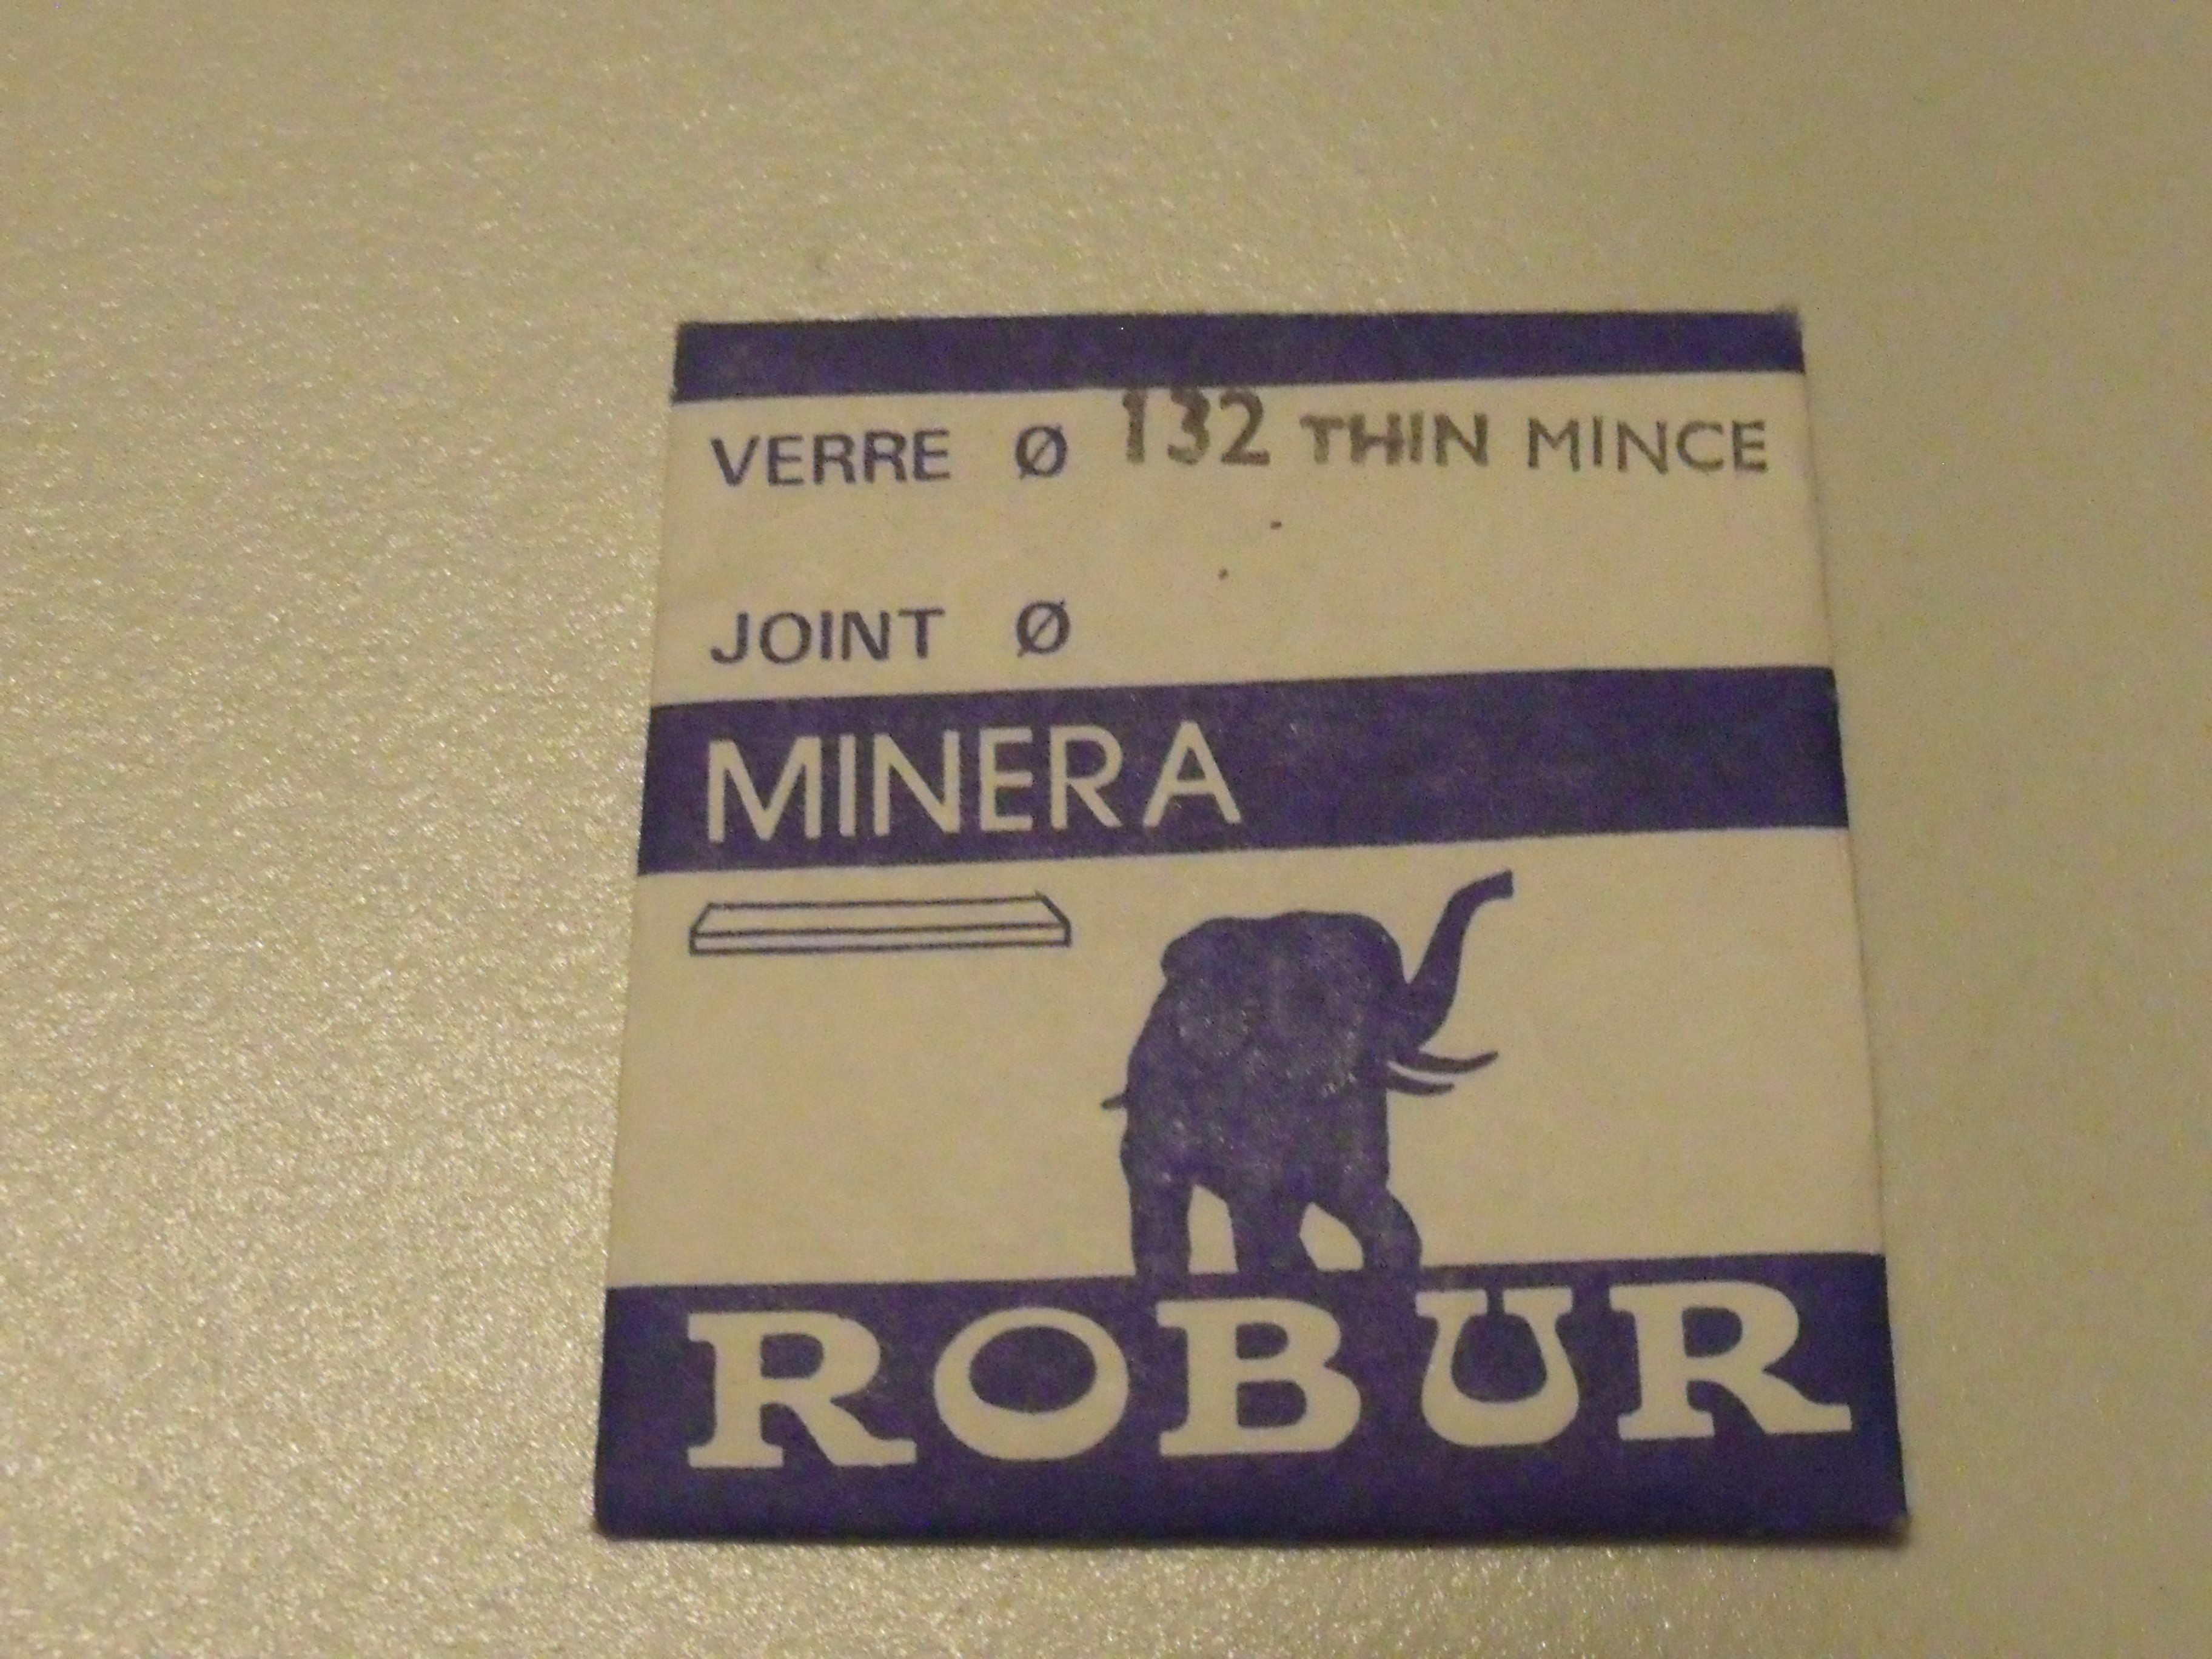 VERRE Ø 132 THIN MINCE
JOINT Ø
MINERA
ROBUR